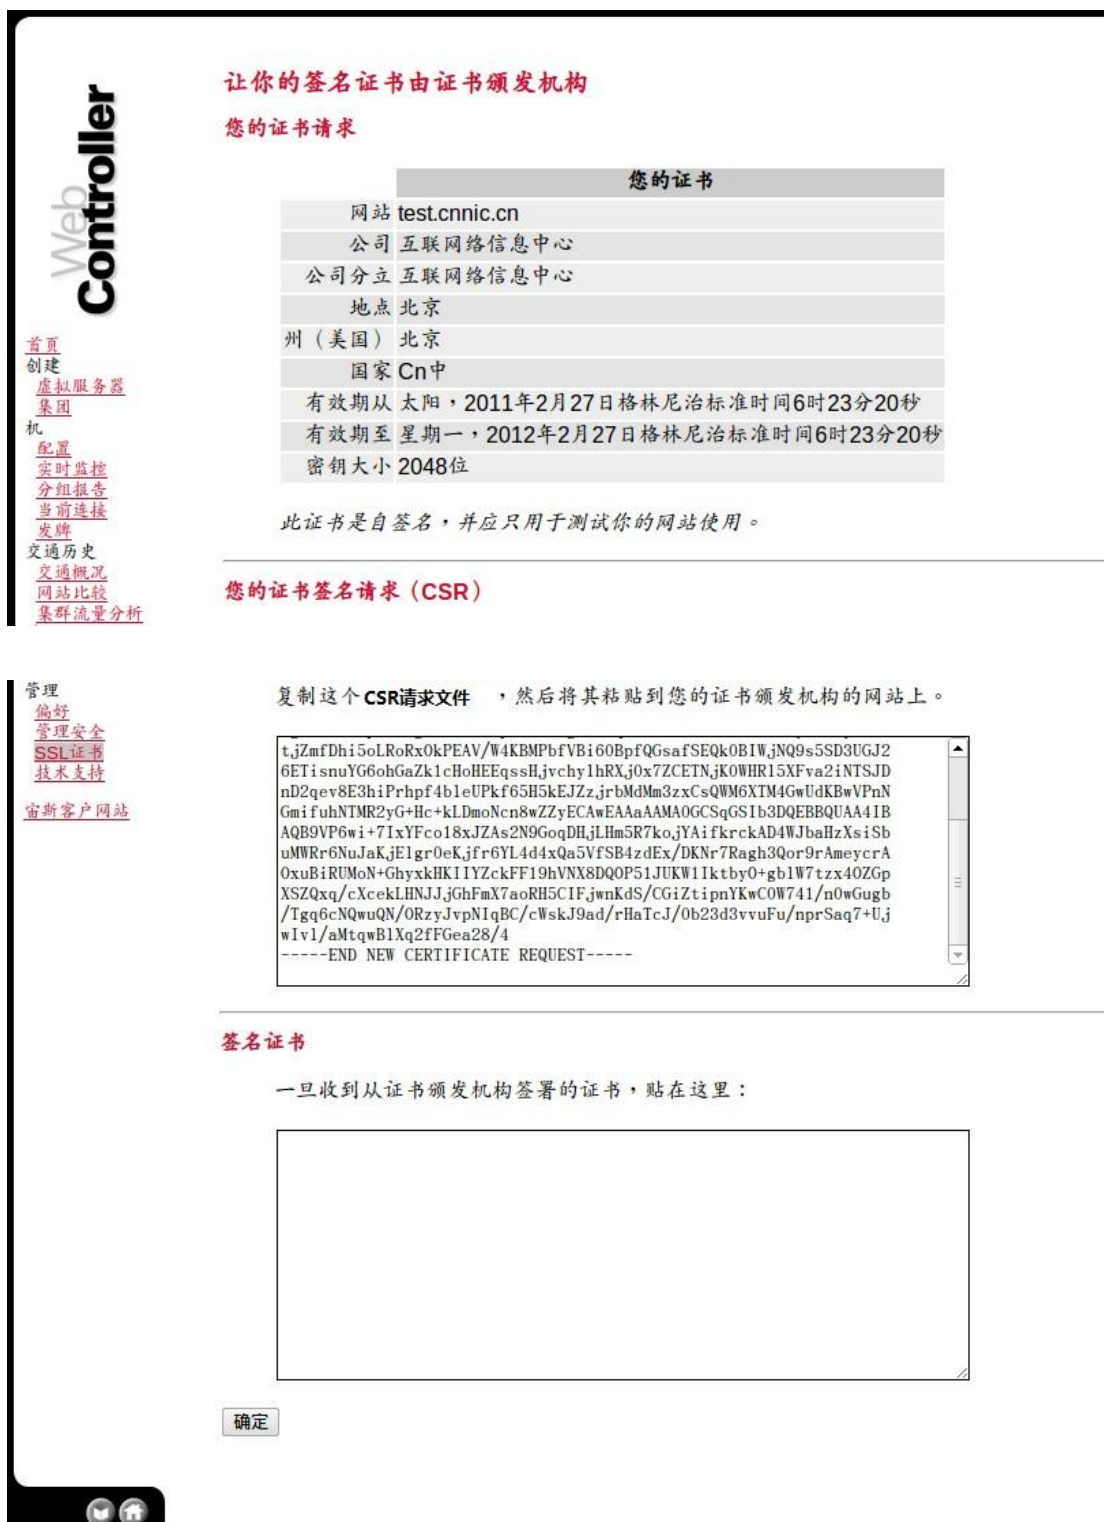 Web
Controller
首页
创建
虚拟服务器
集团
机
配置
实时监控
分组报告
当前连接
发牌
交通历史
交通概况
网站比较
集群流量分析
让你的签名证书由证书颁发机构
您的证书请求
您的证书
网站 test.cnnic.cn
公司 互联网络信息中心
公司分立 互联网络信息中心
地点 北京
州（美国） 北京
国家 Cn中
有效期从 太阳，2011年2月27日格林尼治标准时间6时23分20秒
有效期至 星期一，2012年2月27日格林尼治标准时间6时23分20秒
密钥大小 2048位
此证书是自签名，并应只用于测试你的网站使用。
您的证书签名请求（CSR）
管理
偏好
管理安全
SSL证书
技术支持
宙斯客户网站
复制这个 CSR请求文件 ，然后将其粘贴到您的证书颁发机构的网站上。
tjZmfDhi5oLRoRx0kPEAV/W4KBMPbfVBi60BpfQGsafSEQk0BIWjNQ9s5SD3UGJ2
6ETisnuYG6ohGaZk1cHoHEEqssHjvchylhRXj0x7ZCETNjK0WHR15XFva2iNTSJD
nD2qev8E3hiPrhpf4bleUPkf65H5kEJZzjrbMdMm3zxCsQWM6XTM4GwUdKBwVPnN
GmifuhNTMR2yG+Hc+kLDmoNcn8wZZyECAwEAAaAAMA0GCSqGSIb3DQEBBQUAA4IB
AQB9VP6wi+7IxYFco18xJZAs2N9GoqDHjLHm5R7kojYAifkrckAD4WJbaHzXsiSb
uMWRr6NuJaKjElgr0eKjfr6YL4d4xQa5VfSB4zdEx/DKNr7Ragh3Qor9rAmeycrA
OxuBiRUMoN+GhyxkHKIIYZckFF19hVNX8DQOP51JUKW1Iktby0+gblW7tzx40ZGp
XSZQxq/cXcekLHNJJjGhFmX7aoRH5CIFjwnKdS/CGiZtipnYKwC0W741/n0wGugb
/Tgq6cNQwuQN/ORzyJvpNIqBC/cWskJ9ad/rHaTcJ/0b23d3vvuFu/nprSaq7+Uj
wIvl/aMtqwBlXq2fFGea28/4
-----END NEW CERTIFICATE REQUEST-----
签名证书
一旦收到从证书颁发机构签署的证书，贴在这里：
确定